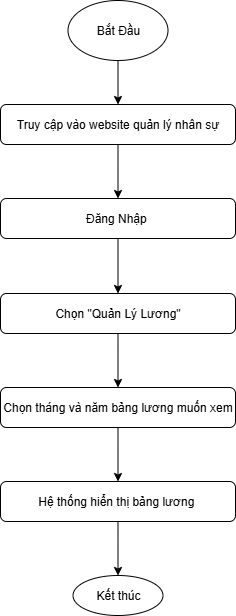 Bắt Đầu
Truy cập vào website quản lý nhân sự
Đăng Nhập
Chọn "Quản Lý Lương"
Chọn tháng và năm bảng lương muốn xem
Hệ thống hiển thị bảng lương
Kết thúc